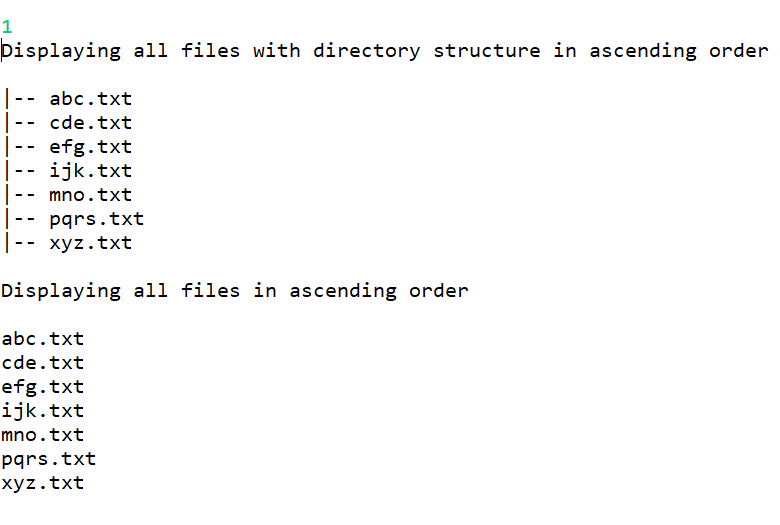 1
Displaying all files with directory structure in ascending order
|-- abc.txt
|-- cde.txt
|-- efg.txt
|-- ijk.txt
|-- mno.txt
|-- pqrs.txt
|-- xyz.txt
Displaying all files in ascending order
abc.txt
cde.txt
efg.txt
ijk.txt
mno.txt
pqrs.txt
xyz.txt